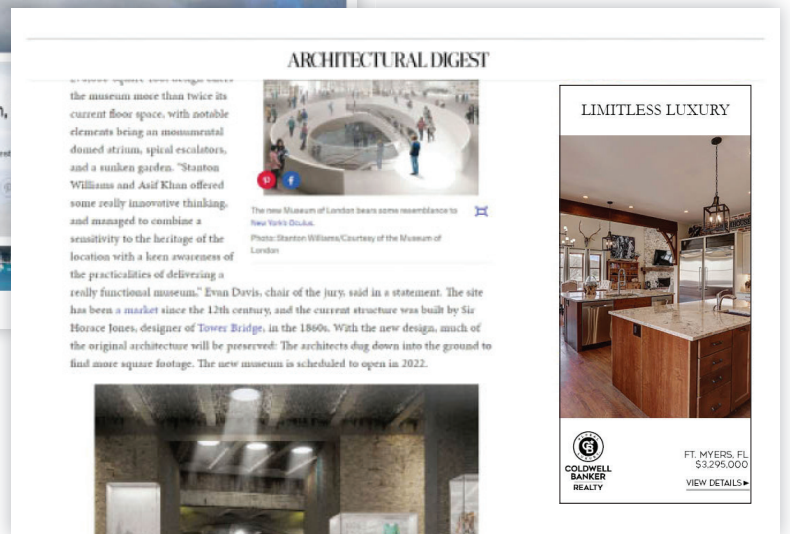 ARCHITECTURAL DIGEST
the museum more than twice its
current floor space, with notable
elements being an monumental
domed atrium, spiral escalators,
and a sunken garden. "Stanton
Williams and Asif Khan offered
some really innovative thinking,
and managed to combine a
sensitivity to the heritage of the
location with a keen awareness of
the practicalities of delivering a
really functional museum," Evan Davis, chair of the jury, said in a statement. The site
has been a market since the 12th century, and the current structure was built by Sir
Horace Jones, designer of Tower Bridge, in the 1860s. With the new design, much of
the original architecture will be preserved: The architects dug down into the ground to
find more square footage. The new museum is scheduled to open in 2022.
The new Museum of London bears some resemblance to
New York's Oculus.
Photo: Stanton Williams/Courtesy of the Museum of
London
LIMITLESS LUXURY
COLDWELL
BANKER
REALTY
FT. MYERS, FL
$3,295,000
VIEW DETAILS